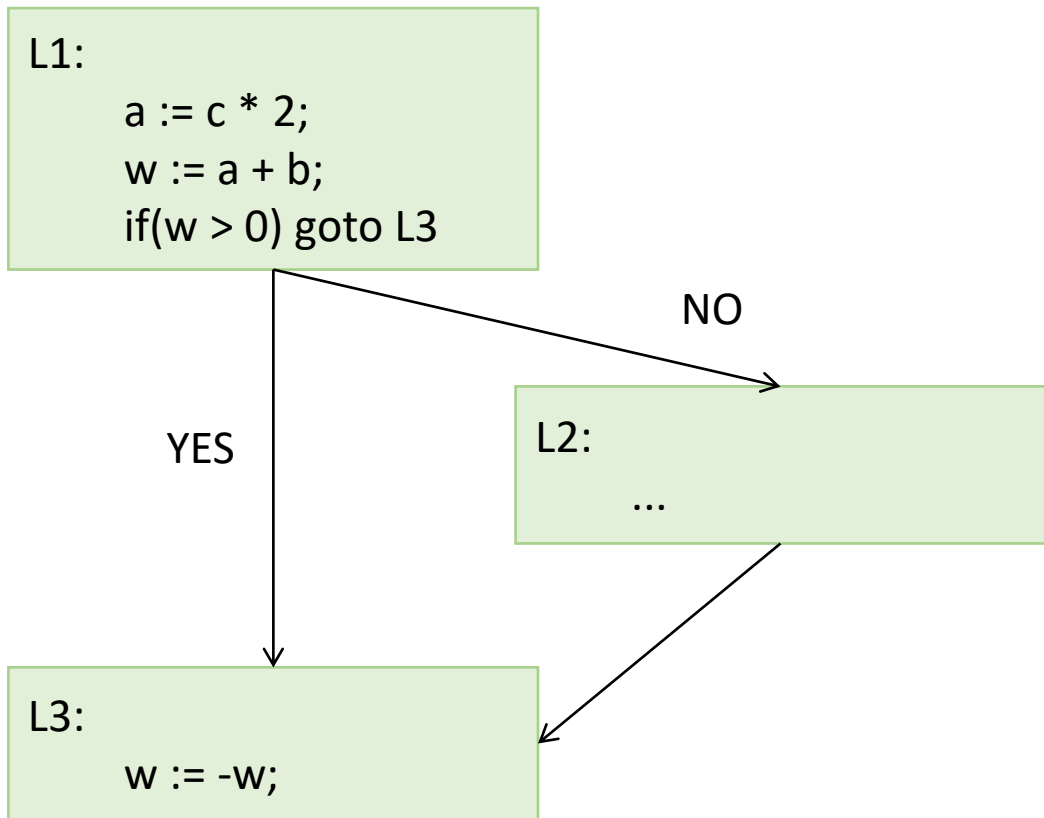 L1:
a := c * 2;
w := a + b;
if(w > 0) goto L3
NO
YES
L2:
...
L3:
w := -w;